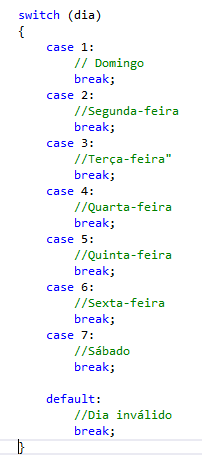 switch (dia)
{
case 1:
// Domingo
break;
case 2:
//Segunda-feira
break;
case 3:
//Terça-feira"
break;
case 4:
//Quarta-feira
break;
case 5:
//Quinta-feira
break;
case 6:
//Sexta-feira
break;
case 7:
//Sábado
break;
default:
//Dia inválido
break;
}